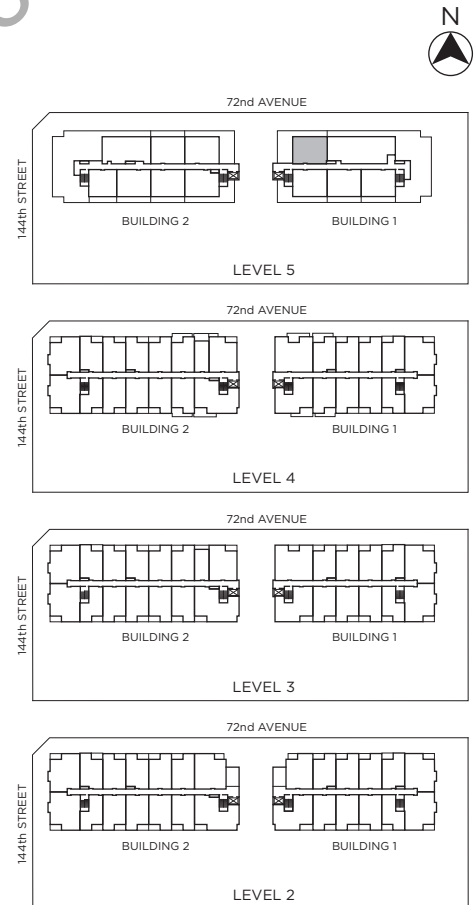 N
72nd AVENUE
144th STREET
BUILDING 2
BUILDING 1
LEVEL 5
72nd AVENUE
144th STREET
BUILDING 2
BUILDING 1
LEVEL 4
72nd AVENUE
144th STREET
BUILDING 2
BUILDING 1
LEVEL 3
72nd AVENUE
144th STREET
BUILDING 2
BUILDING 1
LEVEL 2